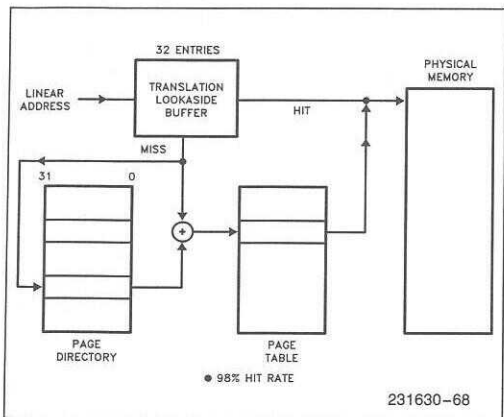 32 ENTRIES
PHYSICAL
MEMORY
LINEAR
ADDRESS
TRANSLATION
LOOKASIDE
BUFFER
HIT
MISS
31
0
+
PAGE
DIRECTORY
PAGE
TABLE
● 98% HIT RATE
231630–68